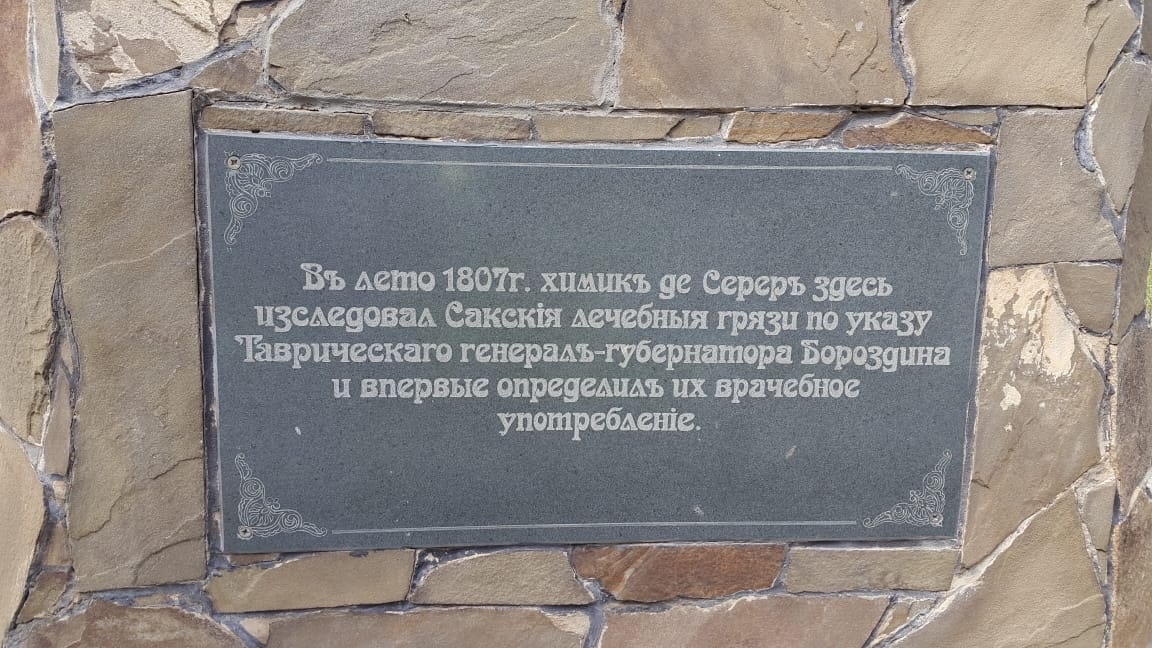 Въ лето 1807г. химикъ де Сереръ здесь
изследовал Сакскія лечебныя грязи по указу
Таврическаго генералъ-губернатора Бороздина
и впервые определилъ их врачебное
употребленіе.